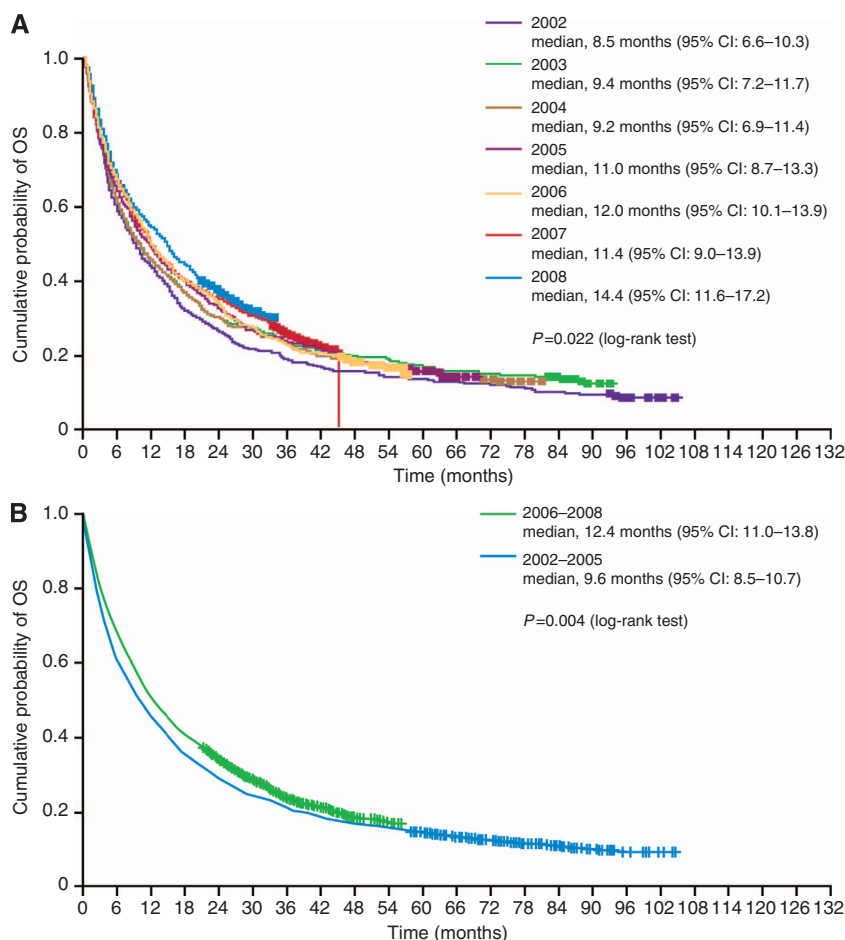 A
1.0
0.8
0.6
0.4
0.2
0
Cumulative probability of OS
2002
median, 8.5 months (95% CI: 6.6–10.3)
2003
median, 9.4 months (95% CI: 7.2–11.7)
2004
median, 9.2 months (95% CI: 6.9–11.4)
2005
median, 11.0 months (95% CI: 8.7–13.3)
2006
median, 12.0 months (95% CI: 10.1–13.9)
2007
median, 11.4 (95% CI: 9.0–13.9)
2008
median, 14.4 (95% CI: 11.6–17.2)
P=0.022 (log-rank test)
0 6 12 18 24 30 36 42 48 54 60 66 72 78 84 90 96 102 108 114 120 126 132
Time (months)
B
1.0
0.8
0.6
0.4
0.2
0
Cumulative probability of OS
2006–2008
median, 12.4 months (95% CI: 11.0–13.8)
2002–2005
median, 9.6 months (95% CI: 8.5–10.7)
P=0.004 (log-rank test)
0 6 12 18 24 30 36 42 48 54 60 66 72 78 84 90 96 102 108 114 120 126 132
Time (months)